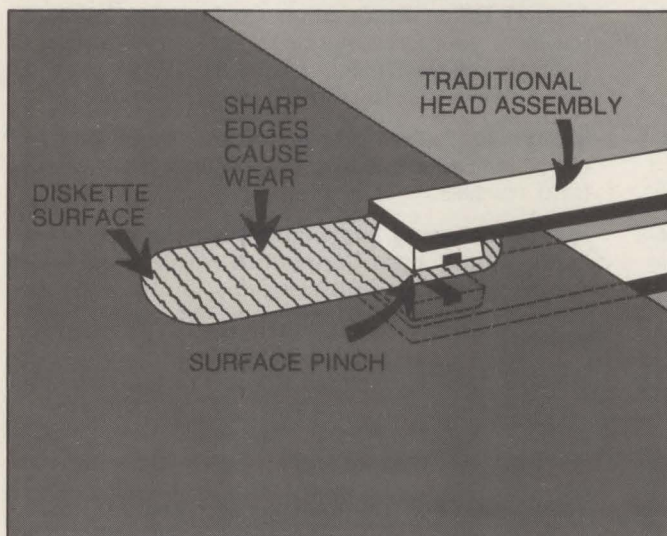 TRADITIONAL
HEAD ASSEMBLY
SHARP
EDGES
CAUSE
WEAR
DISKETTE
SURFACE
SURFACE PINCH